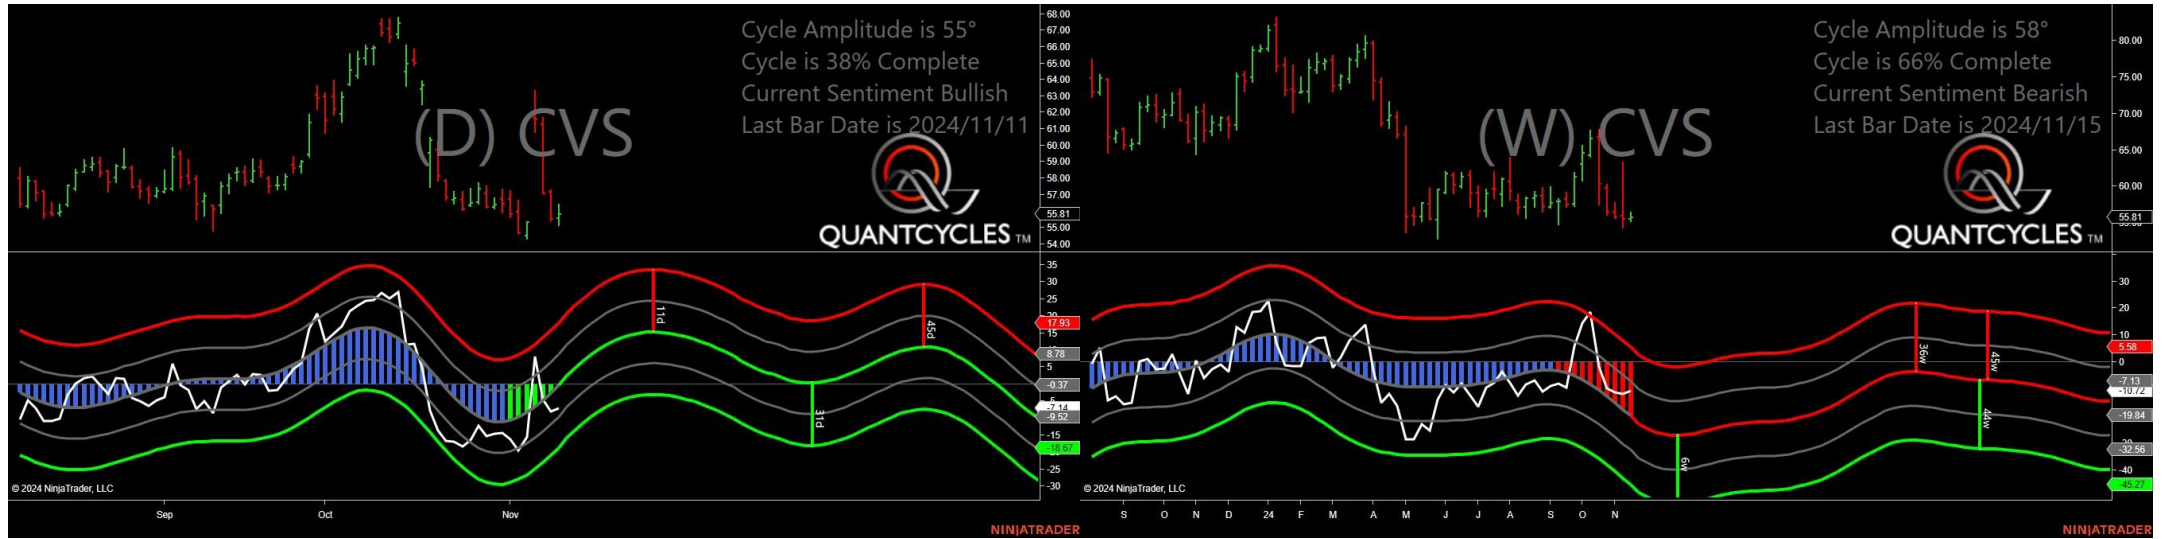 Cycle Amplitude is 55°
Cycle is 38% Complete
Current Sentiment Bullish
Last Bar Date is 2024/11/11
(D) CVS
QUANTCYCLES TM
68.00
67.00
66.00
65.00
64.00
63.00
62.00
61.00
60.00
59.00
58.00
57.00
55.81
55.00
54.00
35
30
25
20
17.93
15
8.78
5
-0.37
-7.14
-9.52
-15
-18.67
-25
-30
11d
31d
45d
© 2024 NinjaTrader, LLC
Sep Oct Nov
NINJATRADER
Cycle Amplitude is 58°
Cycle is 66% Complete
Current Sentiment Bearish
Last Bar Date is 2024/11/15
(W) CVS
QUANTCYCLES TM
80.00
75.00
70.00
65.00
60.00
55.81
30
20
10
5.58
0
-7.13
-10.72
-19.84
-32.56
-40
-45.27
6w
36w
44w
45w
© 2024 NinjaTrader, LLC
S O N D 24 F M A M J J A S O N
NINJATRADER